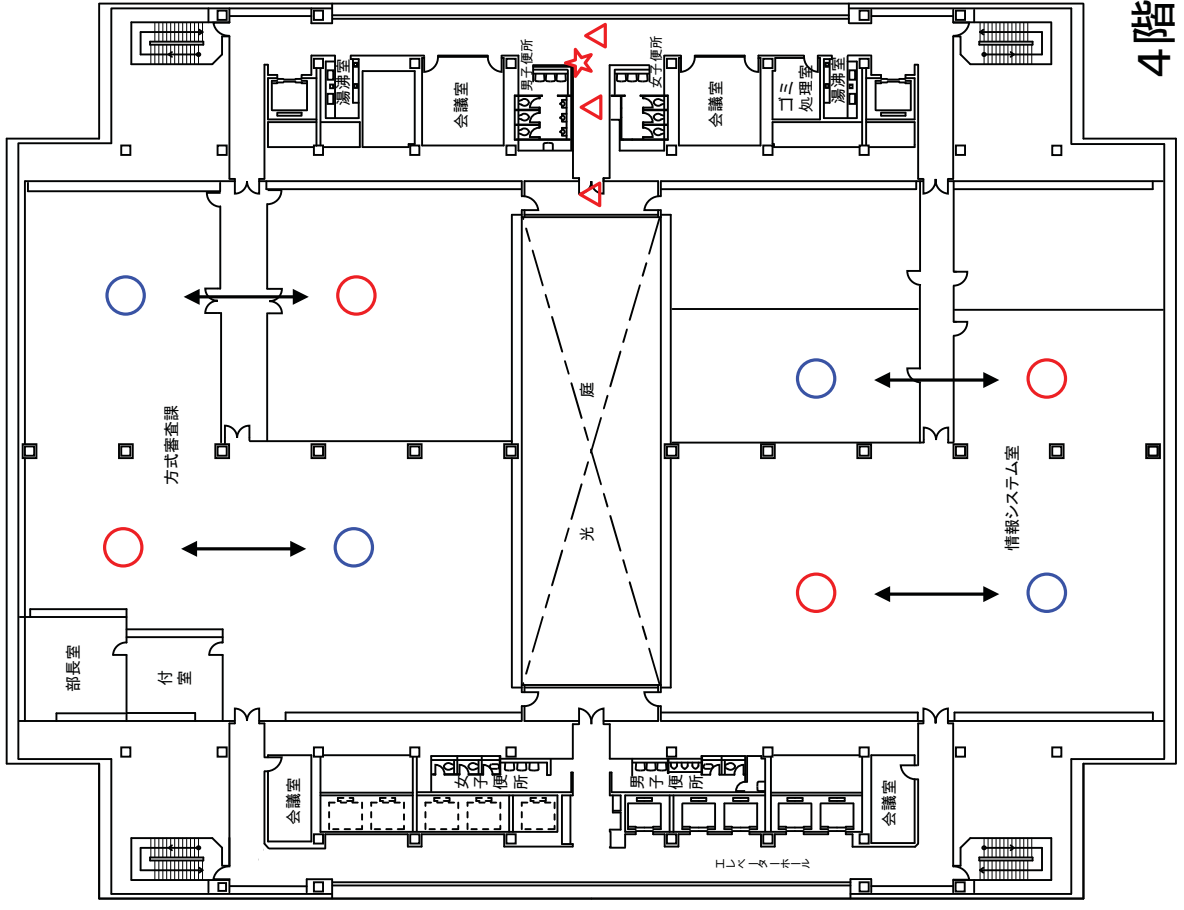 4階
男子便所
女子便所
湯沸室
会議室
会議室
ゴミ
処理室
湯沸室
方式審査課
光庭
情報システム室
部長室
付
室
会議室
女子便所
男子便所
会議室
エレベーターホール